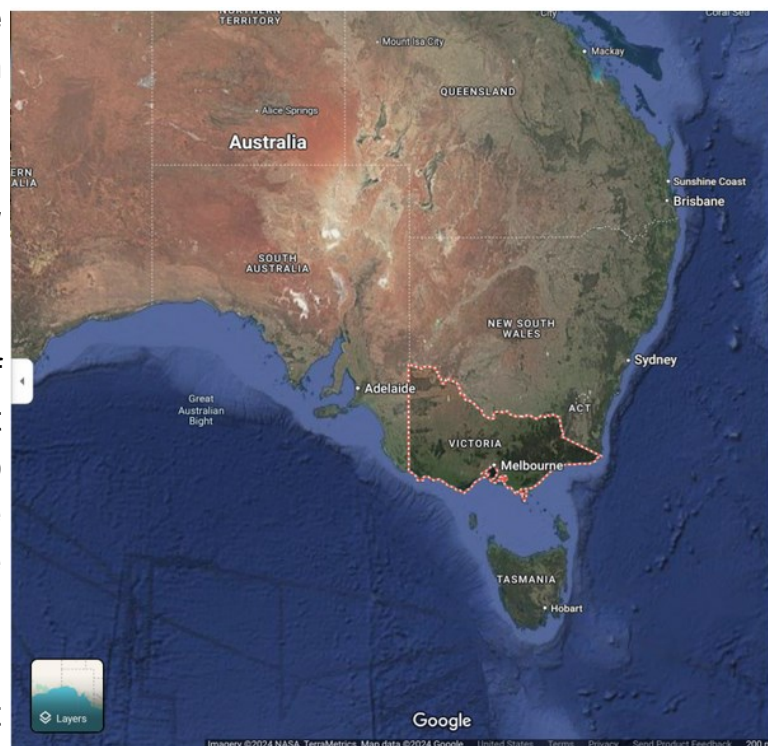 TERRITORY
City
Coral Sea
Mount Isa City
Mackay
QUEENSLAND
Alice Springs
Australia
Sunshine Coast
Brisbane
SOUTH
AUSTRALIA
NEW SOUTH
WALES
Sydney
Adelaide
Great
Australian
Bight
ACT
VICTORIA
Melbourne
TASMANIA
Hobart
Layers
Google
Imagery ©2024 NASA, TerraMetrics, Map data ©2024 Google United States Terms Privacy Send Product Feedback